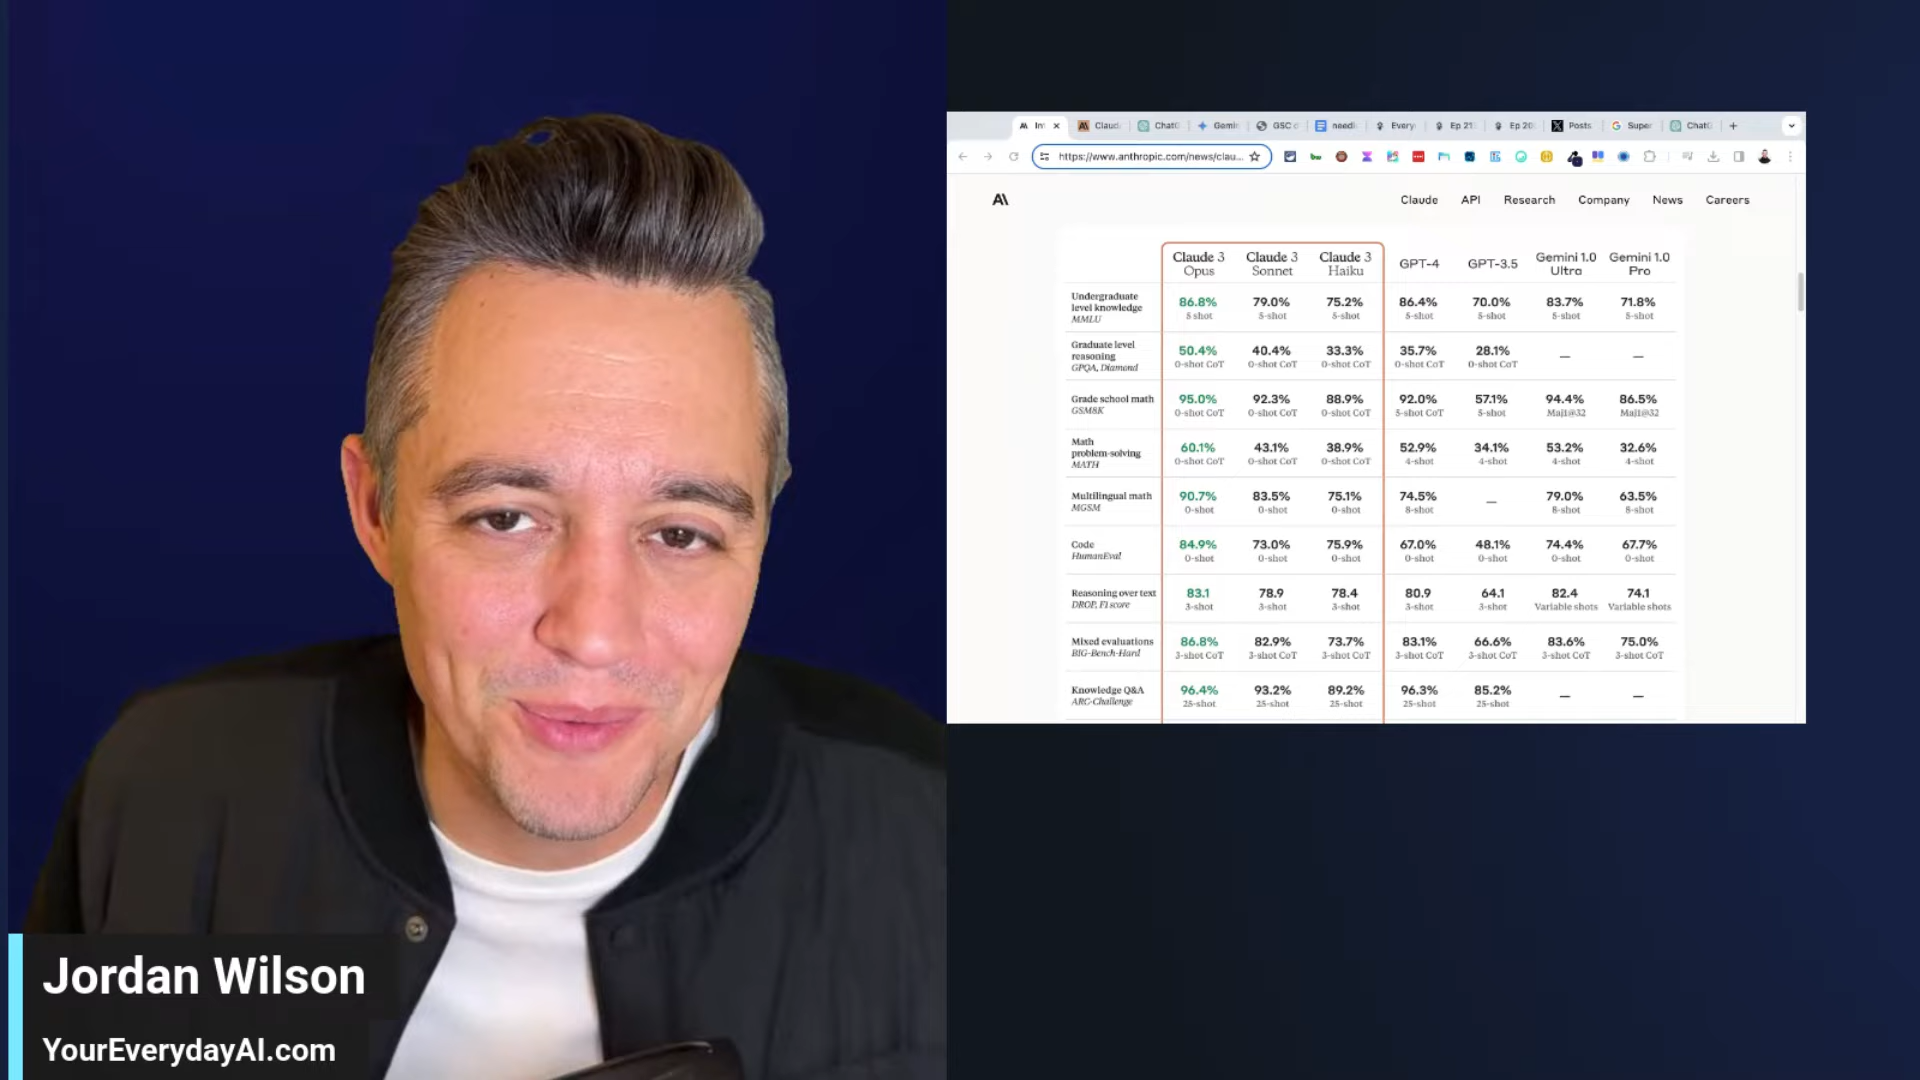 Int
Claud
ChatG
Gemin
GSC d
needl
Every
Ep 21
Ep 20
Posts
Super
ChatG
https://www.anthropic.com/news/clau...
Claude API Research Company News Careers
Claude 3 Opus
Claude 3 Sonnet
Claude 3 Haiku
GPT-4
GPT-3.5
Gemini 1.0 Ultra
Gemini 1.0 Pro
Undergraduate
level knowledge
MMLU
86.8% 79.0% 75.2% 86.4% 70.0% 83.7% 71.8%
5 shot 5-shot 5-shot 5-shot 5-shot 5-shot 5-shot
Graduate level
reasoning
GPQA, Diamond
50.4% 40.4% 33.3% 35.7% 28.1% — —
0-shot CoT 0-shot CoT 0-shot CoT 0-shot CoT 0-shot CoT
Grade school math
GSM8K
95.0% 92.3% 88.9% 92.0% 57.1% 94.4% 86.5%
0-shot CoT 0-shot CoT 0-shot CoT 5-shot CoT 5-shot Maj1@32 Maj1@32
Math
problem-solving
MATH
60.1% 43.1% 38.9% 52.9% 34.1% 53.2% 32.6%
0-shot CoT 0-shot CoT 0-shot CoT 4-shot 4-shot 4-shot 4-shot
Multilingual math
MGSM
90.7% 83.5% 75.1% 74.5% — 79.0% 63.5%
0-shot 0-shot 0-shot 8-shot 8-shot 8-shot
Code
HumanEval
84.9% 73.0% 75.9% 67.0% 48.1% 74.4% 67.7%
0-shot 0-shot 0-shot 0-shot 0-shot 0-shot 0-shot
Reasoning over text
DROP, F1 score
83.1 78.9 78.4 80.9 64.1 82.4 74.1
3-shot 3-shot 3-shot 3-shot 3-shot Variable shots Variable shots
Mixed evaluations
BIG-Bench-Hard
86.8% 82.9% 73.7% 83.1% 66.6% 83.6% 75.0%
3-shot CoT 3-shot CoT 3-shot CoT 3-shot CoT 3-shot CoT 3-shot CoT 3-shot CoT
Knowledge Q&A
ARC-Challenge
96.4% 93.2% 89.2% 96.3% 85.2% — —
25-shot 25-shot 25-shot 25-shot 25-shot
Jordan Wilson
YourEverydayAI.com